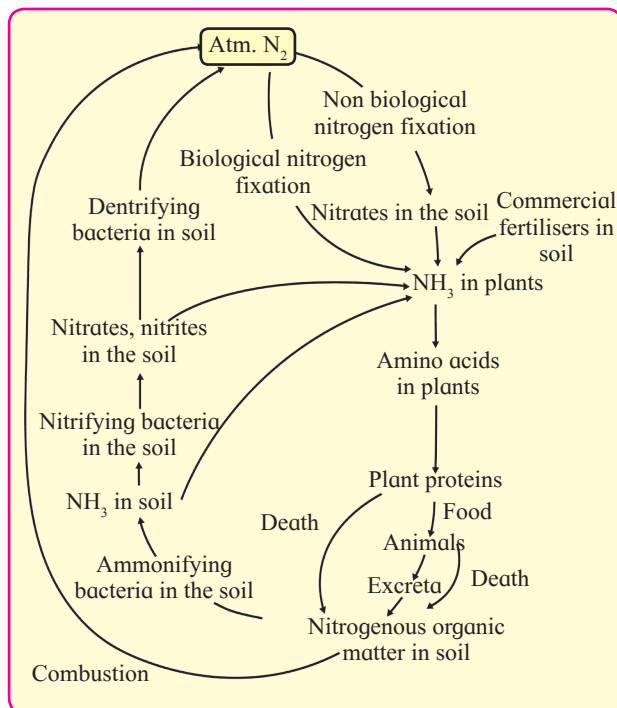 Atm. N₂
Non biological
nitrogen fixation
Biological nitrogen
fixation
Dentrifying
bacteria in soil
Nitrates in the soil
Commercial
fertilisers in
soil
NH₃ in plants
Nitrates, nitrites
in the soil
Amino acids
in plants
Nitrifying bacteria
in the soil
Plant proteins
NH₃ in soil
Food
Death
Animals
Ammonifying
bacteria in the soil
Excreta
Death
Nitrogenous organic
matter in soil
Combustion